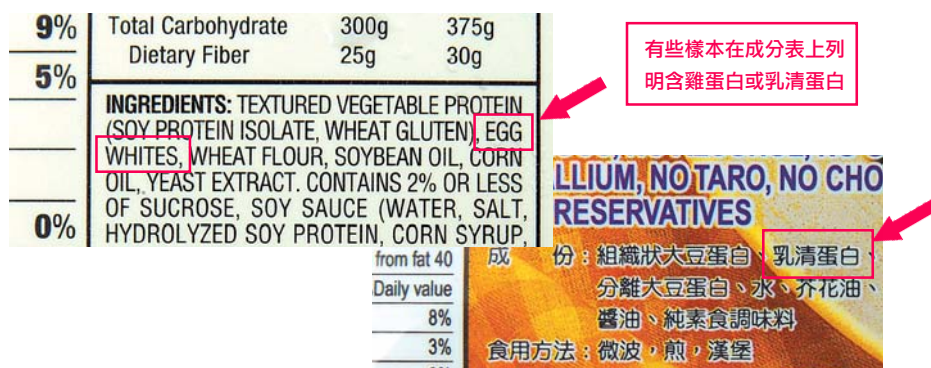 9%
Total Carbohydrate 300g 375g
Dietary Fiber 25g 30g
5%
INGREDIENTS: TEXTURED VEGETABLE PROTEIN
(SOY PROTEIN ISOLATE, WHEAT GLUTEN), EGG
WHITES, WHEAT FLOUR, SOYBEAN OIL, CORN
OIL, YEAST EXTRACT. CONTAINS 2% OR LESS
OF SUCROSE, SOY SAUCE (WATER, SALT,
0%
HYDROLYZED SOY PROTEIN, CORN SYRUP,
有些樣本在成分表上列
明含雞蛋白或乳清蛋白
LLIUM, NO TARO, NO CHO
RESERVATIVES
from fat 40
Daily value
8%
3%
成 份：組織狀大豆蛋白、乳清蛋白、
分離大豆蛋白、水、芥花油、
醬油、純素食調味料
食用方法：微波，煎，漢堡